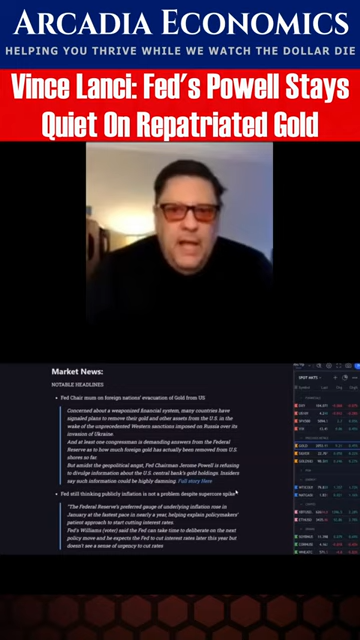 ARCADIA ECONOMICS
HELPING YOU THRIVE WHILE WE WATCH THE DOLLAR DIE
Vince Lanci: Fed's Powell Stays
Quiet On Repatriated Gold
Market News:
NOTABLE HEADLINES
• Fed Chair mum on foreign nations' evacuation of Gold from US
Concerned about a weaponized financial system, many countries have
signaled plans to remove their gold and other assets from the U.S. in the
wake of the unprecedented Western sanctions imposed on Russia over its
invasion of Ukraine
And at least one congressman is demanding answers from the Federal
Reserve as to how much foreign gold has actually been removed from U.S
shores so far.
But amidst the geopolitical angst, Fed Chairman Jerome Powell is refusing
to divulge information about the U.S. central bank's gold holdings. Insiders
say such information could be highly damning. Full story Here
• Fed still thinking publicly inflation is not a problem despite supercore spike
"The Federal Reserve's preferred gauge of underlying inflation rose in
January at the fastest pace in nearly a year, helping explain policymakers'
patient approach to start cutting interest rates
Fed's Williams (voter) said the Fed can take to deliberate on the next
policy move and he expects the Fed to cut interest rates later this year but
doesn't see a sense of urgency to cut rates